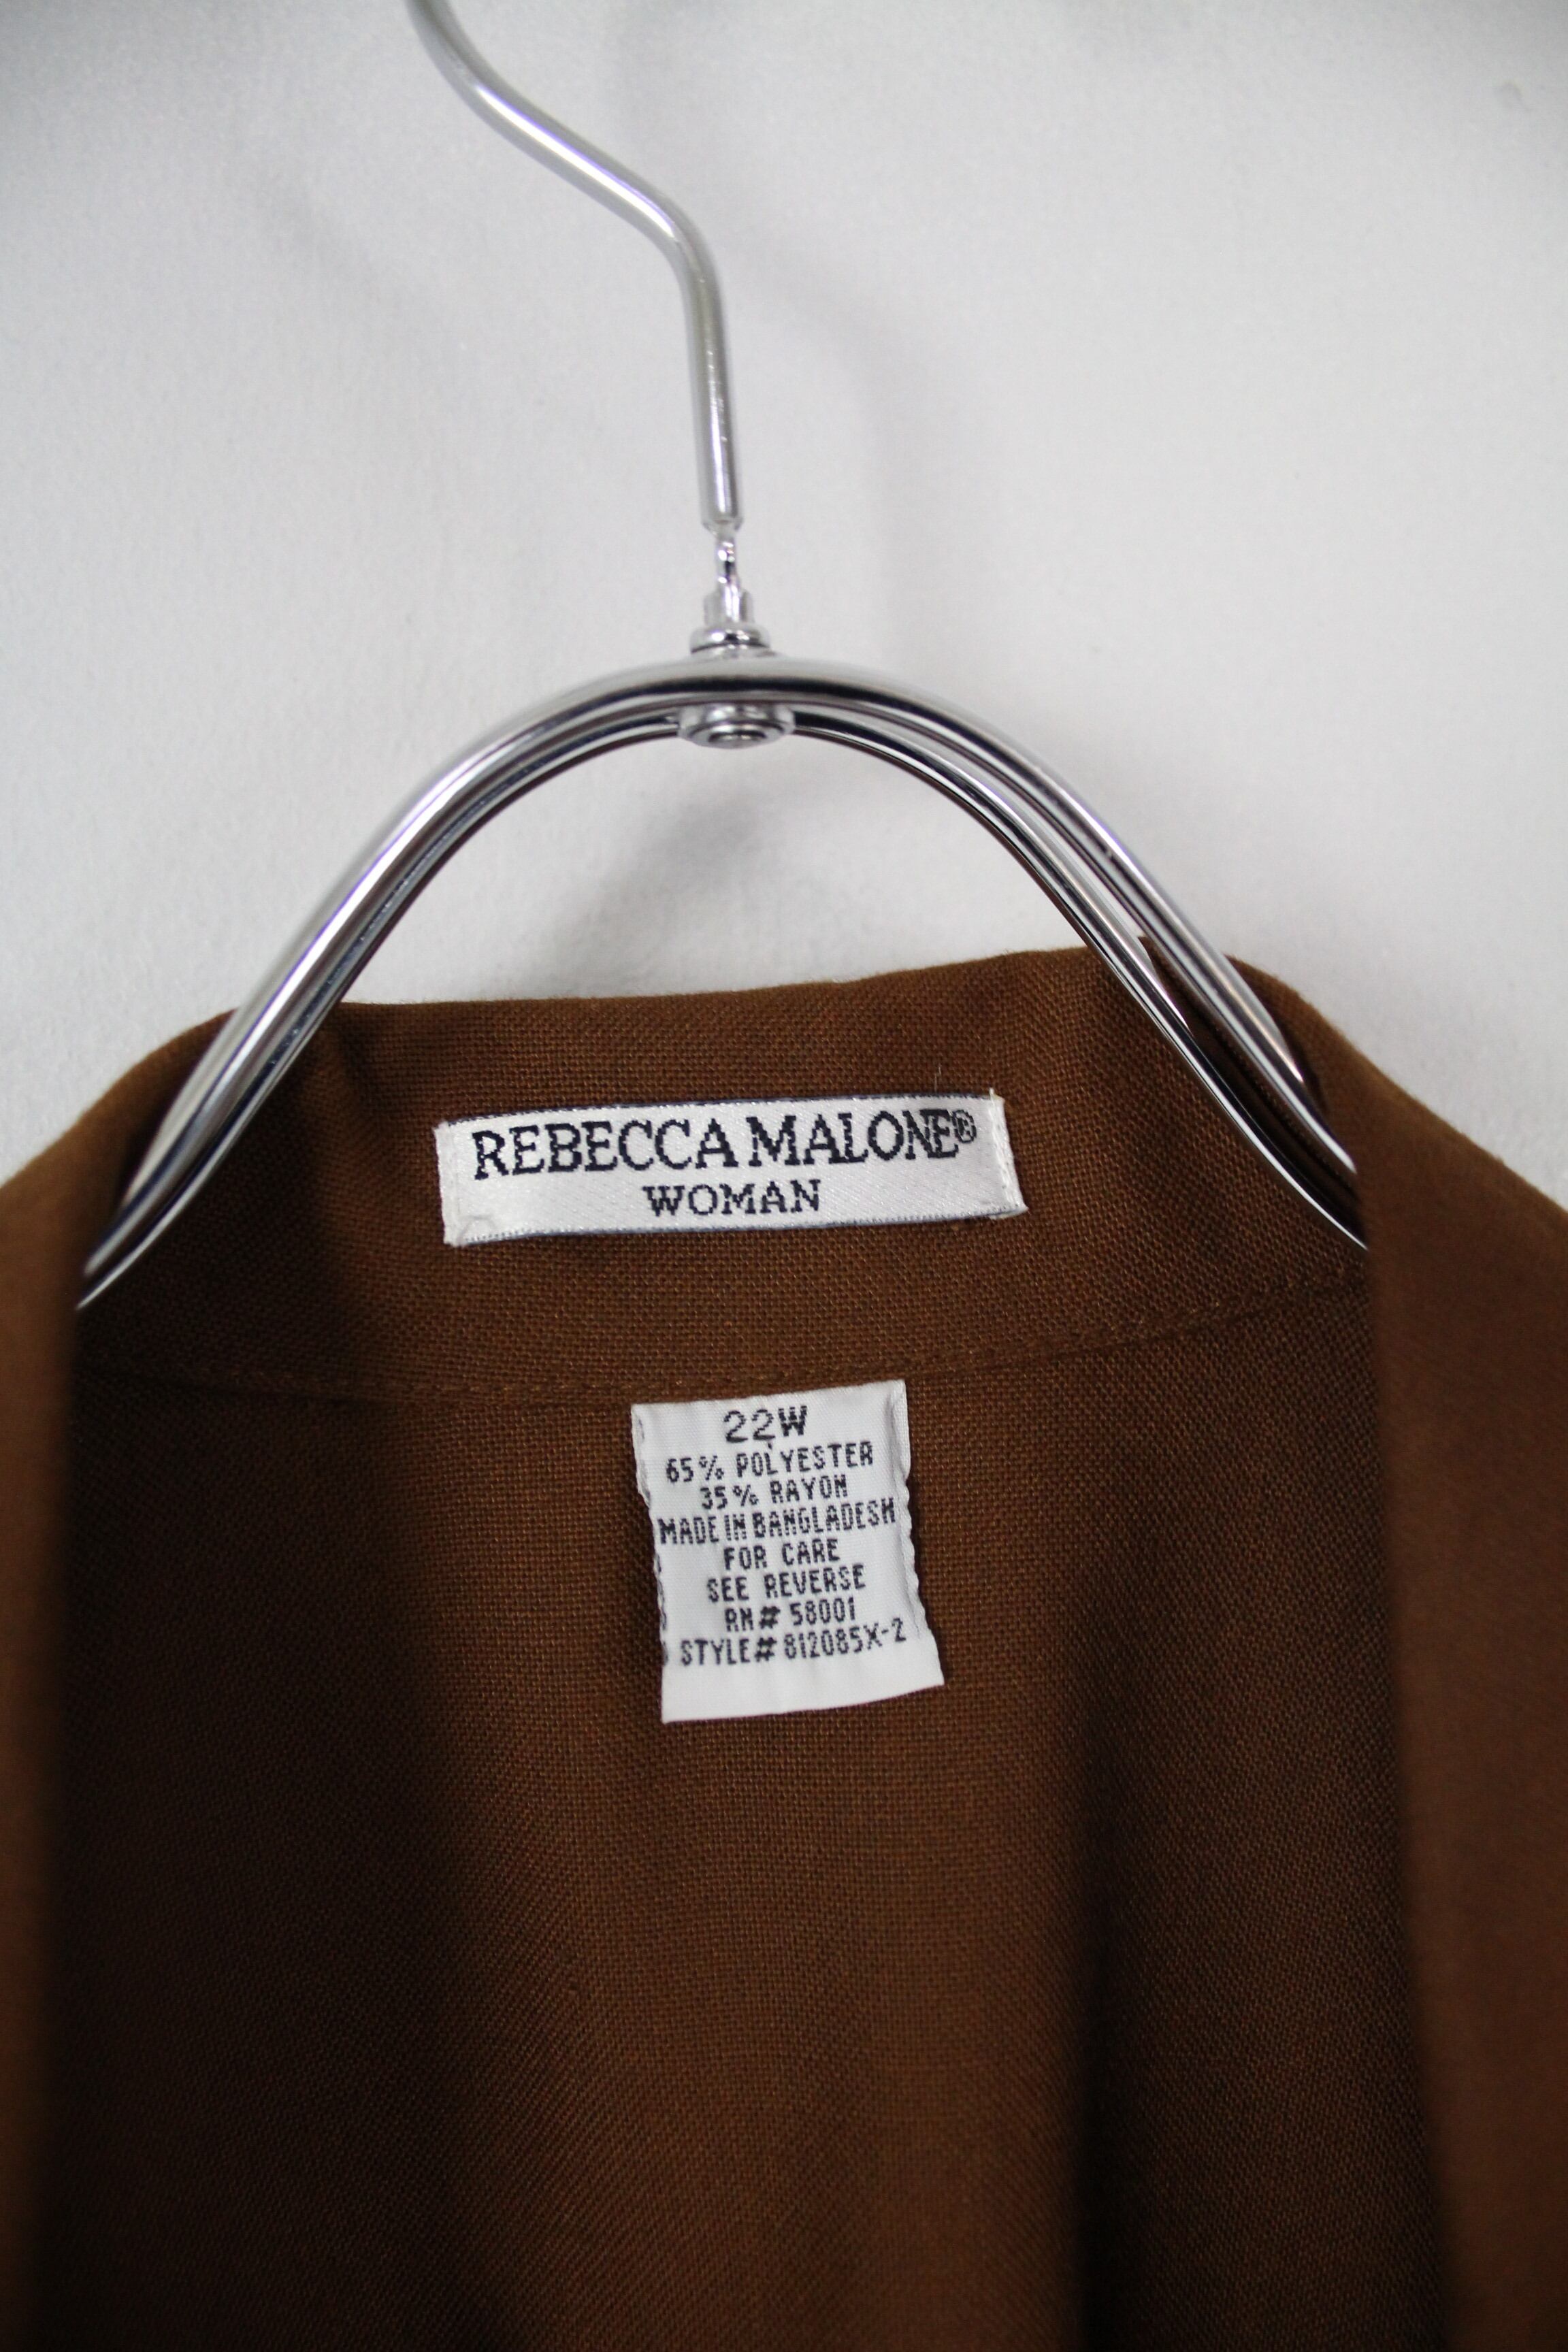 REBECCA MALONE®
WOMAN
22W
65% POLYESTER
35% RAYON
MADE IN BANGLADESH
FOR CARE
SEE REVERSE
RN# 58001
STYLE# 812085X-2